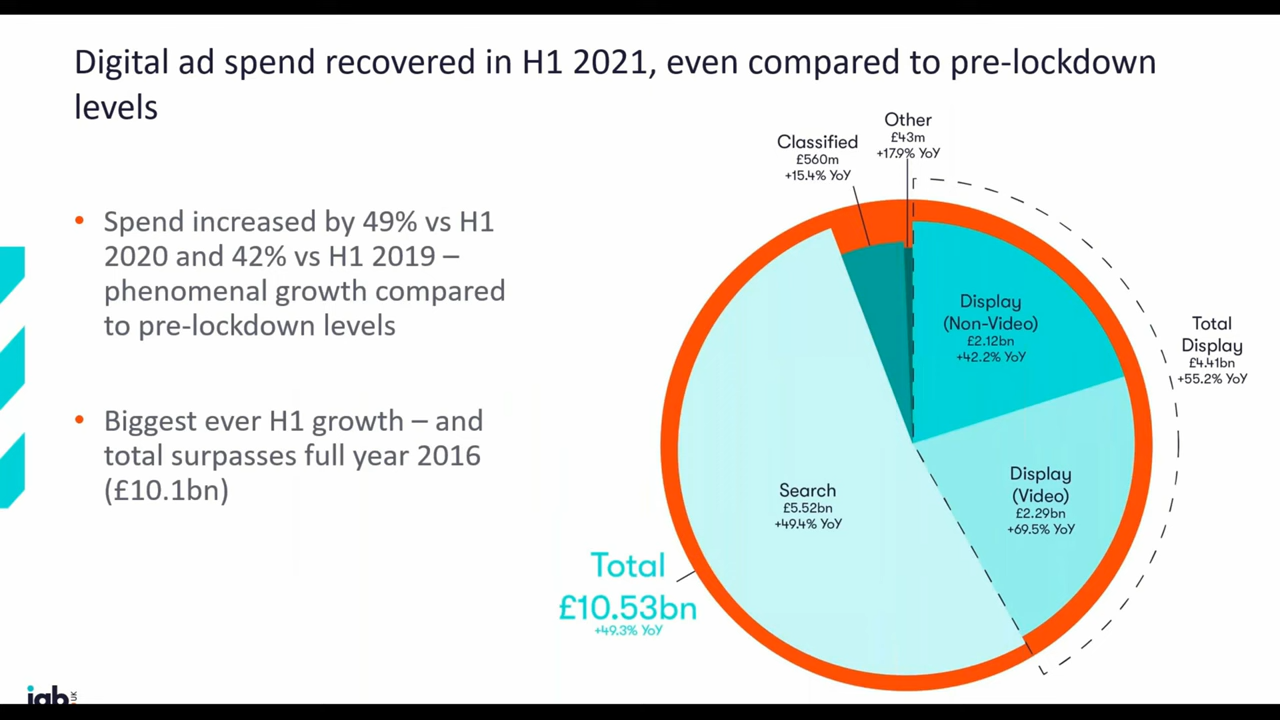 Digital ad spend recovered in H1 2021, even compared to pre-lockdown
levels
• Spend increased by 49% vs H1
2020 and 42% vs H1 2019 –
phenomenal growth compared
to pre-lockdown levels
• Biggest ever H1 growth – and
total surpasses full year 2016
(£10.1bn)
Classified
£560m
+15.4% YoY
Other
£43m
+17.9% YoY
Display
(Non-Video)
£2.12bn
+42.2% YoY
Total
Display
£4.41bn
+55.2% YoY
Display
(Video)
£2.29bn
+69.5% YoY
Search
£5.52bn
+49.4% YoY
Total
£10.53bn
+49.3% YoY
iab
UK